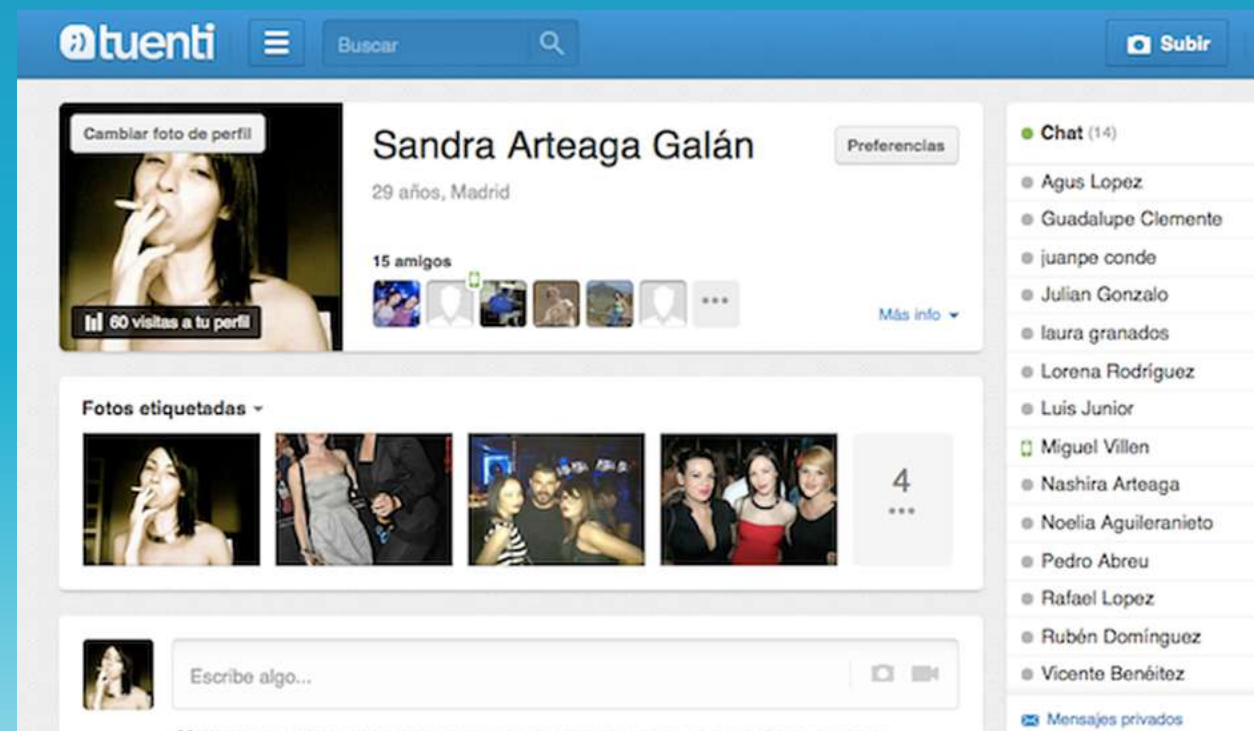 tuenti
Buscar
Subir
Cambiar foto de perfil
60 visitas a tu perfil
Sandra Arteaga Galán
Preferencias
29 años, Madrid
15 amigos
Más info
Fotos etiquetadas
4
Escribe algo...
Chat (14)
Agus Lopez
Guadalupe Clemente
juanpe conde
Julian Gonzalo
laura granados
Lorena Rodríguez
Luis Junior
Miguel Villen
Nashira Arteaga
Noelia Aguileranieto
Pedro Abreu
Rafael Lopez
Rubén Domínguez
Vicente Benéitez
Mensajes privados